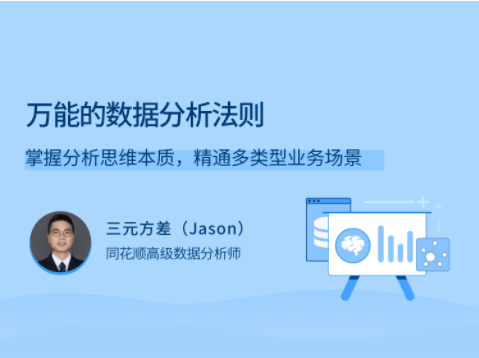 万能的数据分析法则
掌握分析思维本质，精通多类型业务场景
三元方差（Jason）
同花顺高级数据分析师